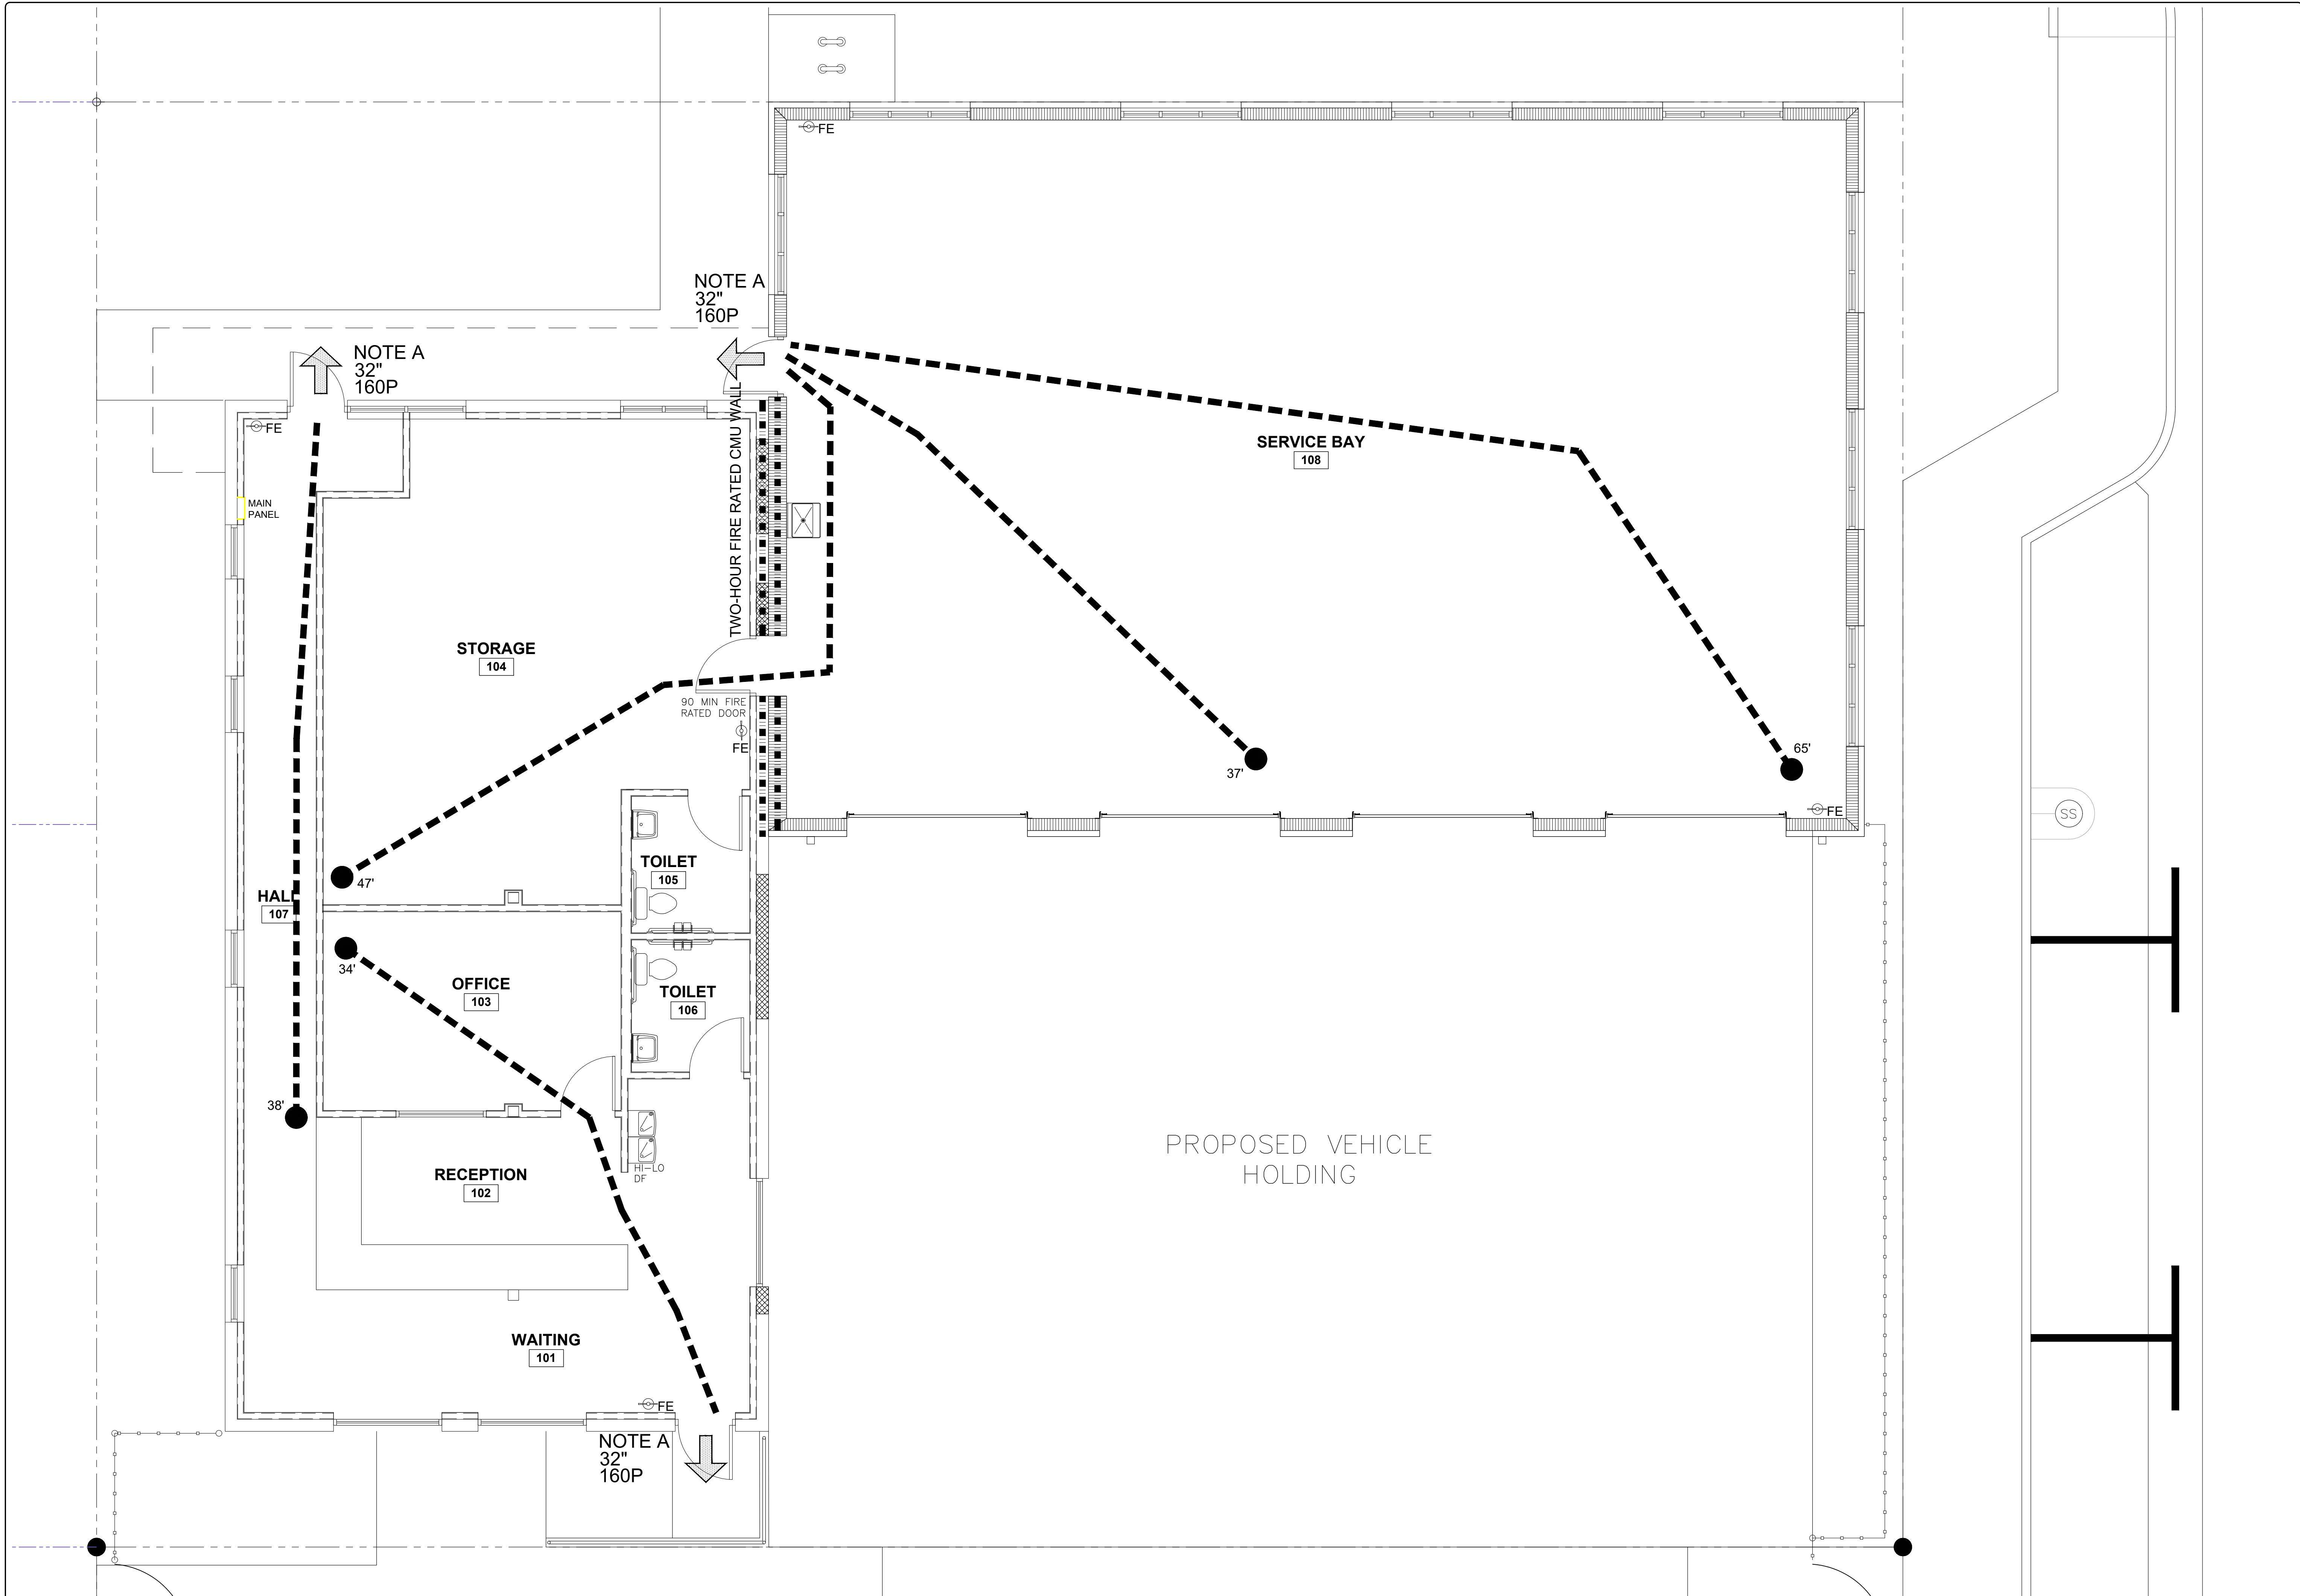 FE
NOTE A
32"
160P
NOTE A
32"
160P
FE
TWO-HOUR FIRE RATED CMU WALL
SERVICE BAY
108
MAIN
PANEL
STORAGE
104
90 MIN FIRE
RATED DOOR
FE
65'
37'
FE
SS
TOILET
105
47'
HALL
107
34'
OFFICE
103
TOILET
106
38'
HI-LO
DF
RECEPTION
102
PROPOSED VEHICLE
HOLDING
WAITING
101
FE
NOTE A
32"
160P